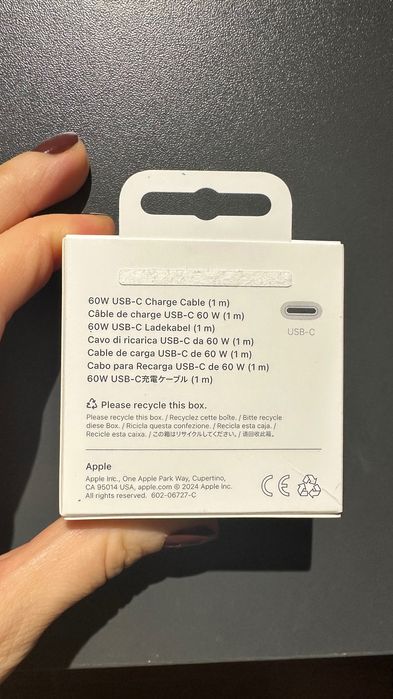 60W USB-C Charge Cable (1 m)
Câble de charge USB-C 60 W (1 m)
60W USB-C Ladekabel (1 m)
Cavo di ricarica USB-C da 60 W (1 m)
Cable de carga USB-C de 60 W (1 m)
Cabo para Recarga USB-C de 60 W (1 m)
60W USB-C充電ケーブル (1 m)
USB-C
Please recycle this box.
Please recycle this box. / Recyclez cette boîte. / Bitte recycle
diese Box. / Ricicla questa confezione. / Recicla esta caja. /
Recicle esta caixa. / この箱はリサイクルしてください。/ 请回收此箱。
Apple
Apple Inc., One Apple Park Way, Cupertino,
CA 95014 USA, apple.com © 2024 Apple Inc.
All rights reserved. 602-06727-C
CE